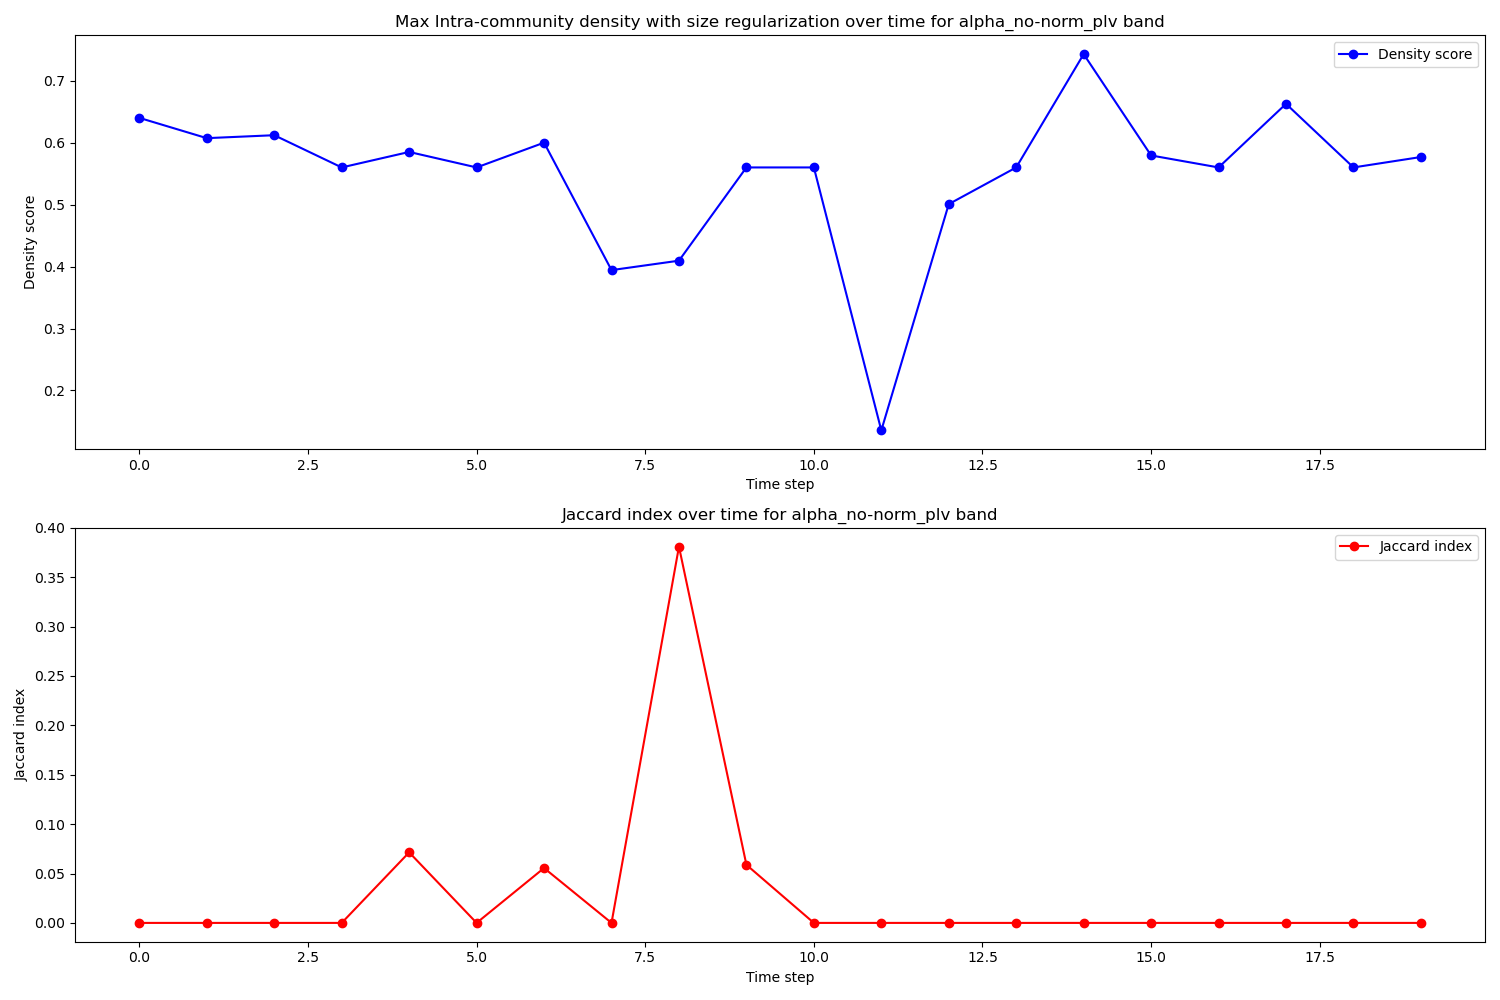 Max Intra-community density with size regularization over time for alpha_no-norm_plv band
Density score
0.7
0.6
0.5
0.4
0.3
0.2
Density score
0.0 2.5 5.0 7.5 10.0 12.5 15.0 17.5
Time step
Jaccard index over time for alpha_no-norm_plv band
Jaccard index
0.40
0.35
0.30
0.25
0.20
0.15
0.10
0.05
0.00
Jaccard index
0.0 2.5 5.0 7.5 10.0 12.5 15.0 17.5
Time step